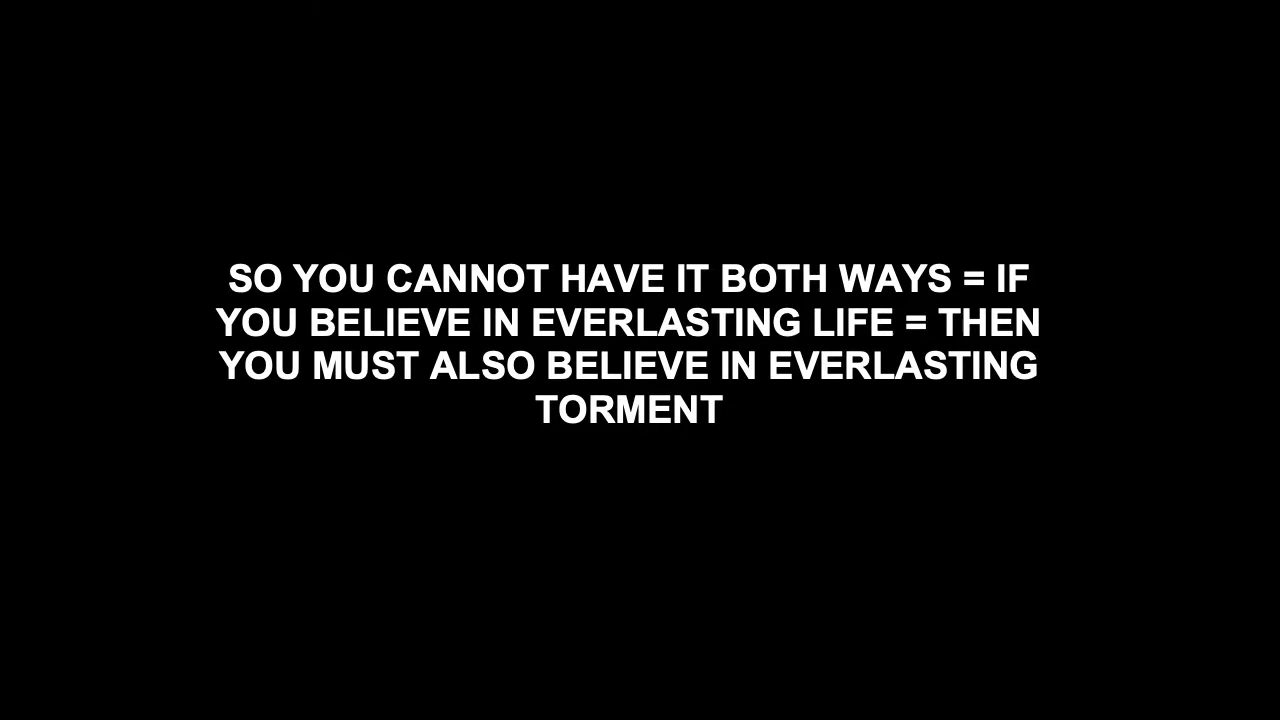 SO YOU CANNOT HAVE IT BOTH WAYS = IF
YOU BELIEVE IN EVERLASTING LIFE = THEN
YOU MUST ALSO BELIEVE IN EVERLASTING
TORMENT